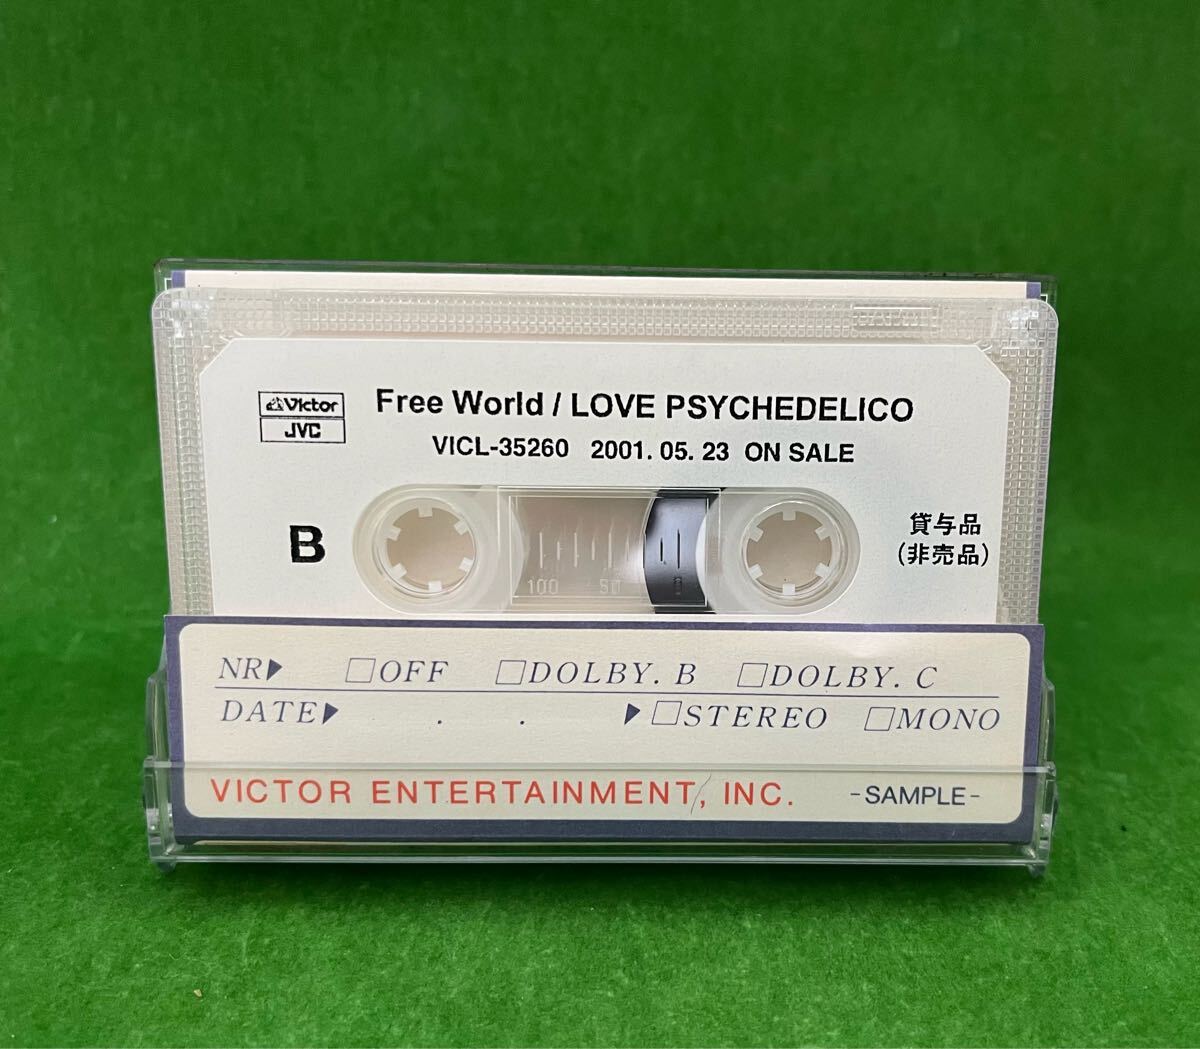 Victor
JVC
Free World / LOVE PSYCHEDELICO
VICL-35260 2001. 05. 23 ON SALE
B
100 50 0
貸与品
(非売品)
NR▶ □OFF □DOLBY. B □DOLBY. C
DATE▶ . . ▶ □STEREO □MONO
VICTOR ENTERTAINMENT, INC. -SAMPLE-